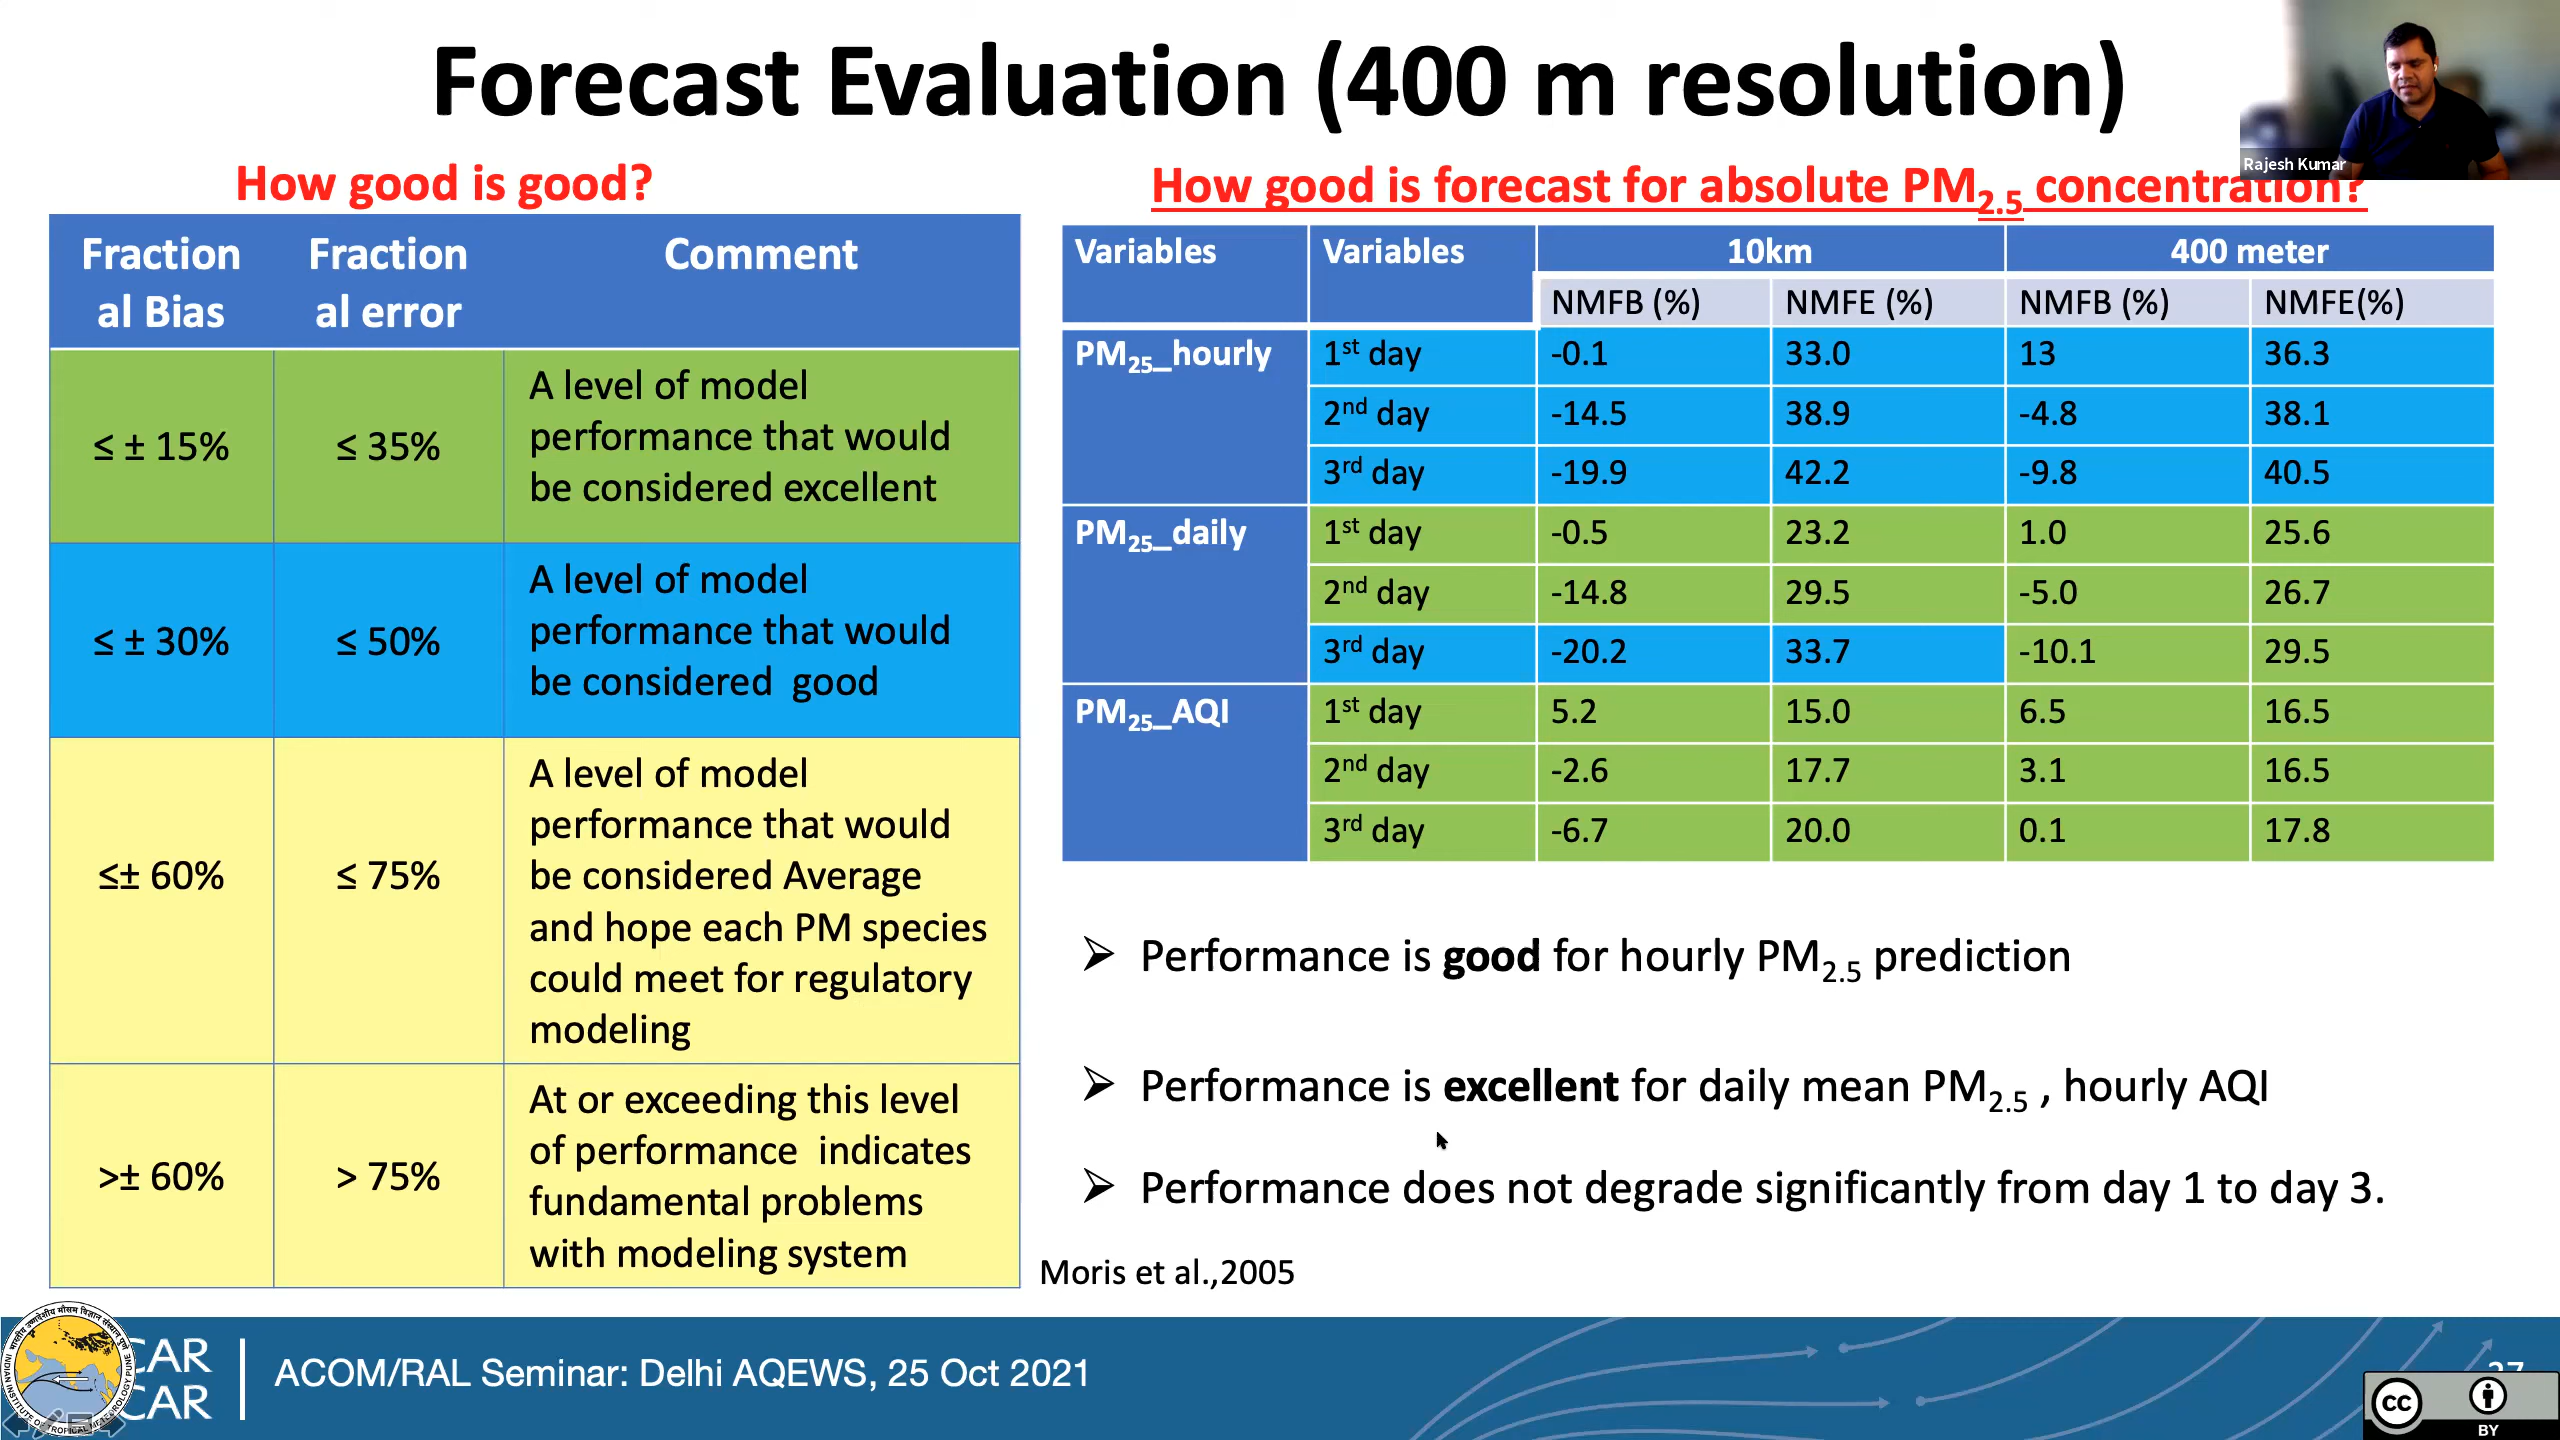 Forecast Evaluation (400 m resolution)
Rajesh Kumar
How good is good?
Fraction
al Bias
Fraction
al error
Comment
≤ ± 15%
≤ 35%
A level of model
performance that would
be considered excellent
≤ ± 30%
≤ 50%
A level of model
performance that would
be considered good
≤± 60%
≤ 75%
A level of model
performance that would
be considered Average
and hope each PM species
could meet for regulatory
modeling
>± 60%
> 75%
At or exceeding this level
of performance indicates
fundamental problems
with modeling system
How good is forecast for absolute PM2.5 concentration?
Variables Variables 10km 400 meter
NMFB (%) NMFE (%) NMFB (%) NMFE(%)
PM25_hourly 1st day -0.1 33.0 13 36.3
2nd day -14.5 38.9 -4.8 38.1
3rd day -19.9 42.2 -9.8 40.5
PM25_daily 1st day -0.5 23.2 1.0 25.6
2nd day -14.8 29.5 -5.0 26.7
3rd day -20.2 33.7 -10.1 29.5
PM25_AQI 1st day 5.2 15.0 6.5 16.5
2nd day -2.6 17.7 3.1 16.5
3rd day -6.7 20.0 0.1 17.8
➢ Performance is good for hourly PM2.5 prediction
➢ Performance is excellent for daily mean PM2.5 , hourly AQI
➢ Performance does not degrade significantly from day 1 to day 3.
Moris et al.,2005
CAR
CAR
ACOM/RAL Seminar: Delhi AQEWS, 25 Oct 2021
cc
BY